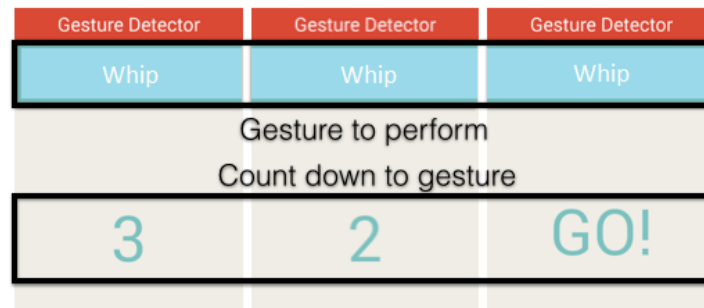 Gesture Detector Gesture Detector Gesture Detector
Whip Whip Whip
Gesture to perform
Count down to gesture
3 2 GO!